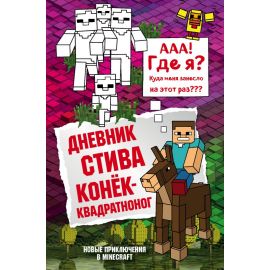 ААА!
Где я?
Куда меня занесло
на этот раз???
ДНЕВНИК
СТИВА
КОНЁК-
КВАДРАТНОНОГ
НОВЫЕ ПРИКЛЮЧЕНИЯ
В MINECRAFT